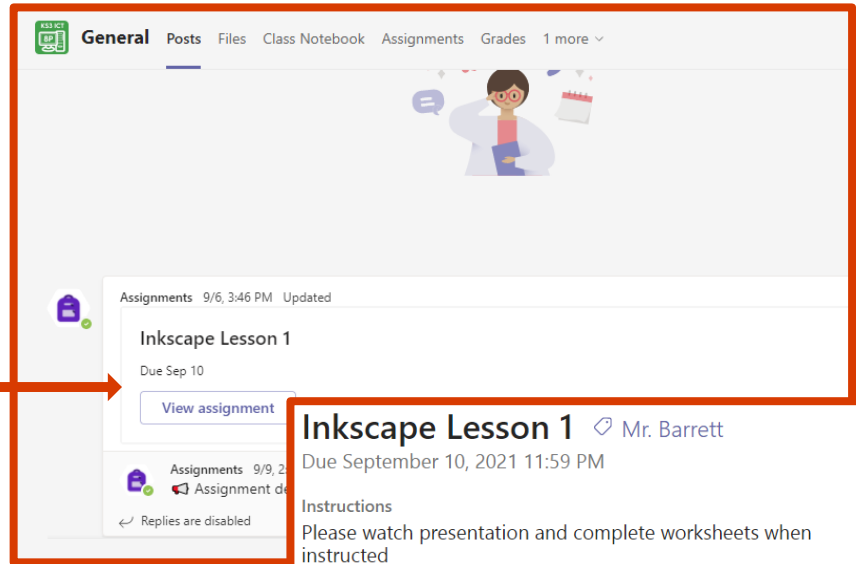 KS3 ICT
BP
General Posts Files Class Notebook Assignments Grades 1 more
Assignments 9/6, 3:46 PM Updated
Inkscape Lesson 1
Due Sep 10
View assignment
Assignments 9/9, 2:
Assignment de
Replies are disabled
Inkscape Lesson 1 Mr. Barrett
Due September 10, 2021 11:59 PM
Instructions
Please watch presentation and complete worksheets when
instructed